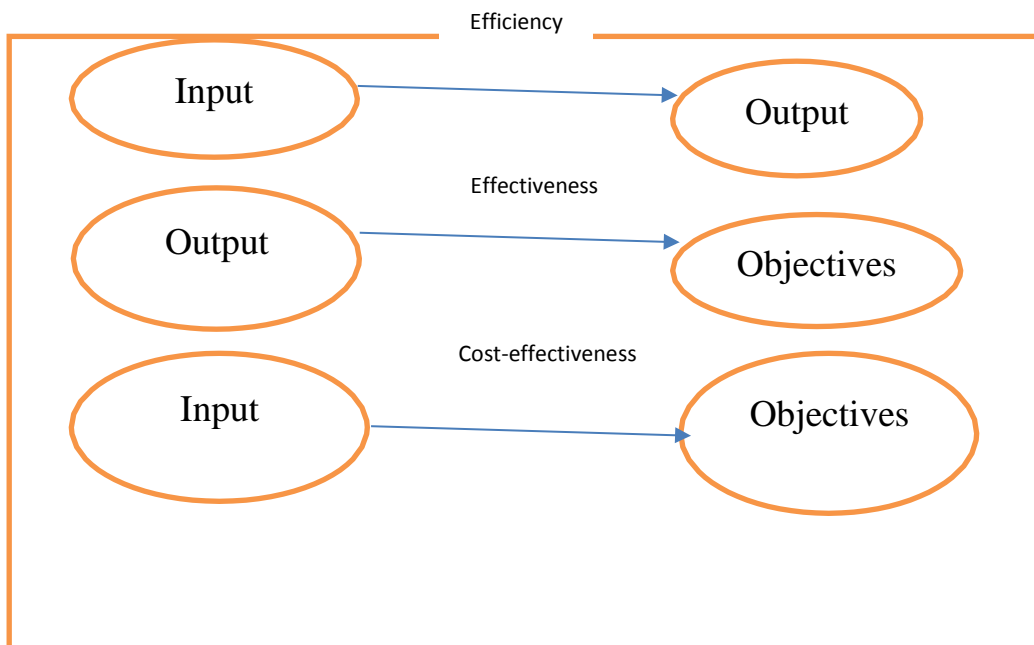 Efficiency
Input
Output
Effectiveness
Output
Objectives
Cost-effectiveness
Input
Objectives